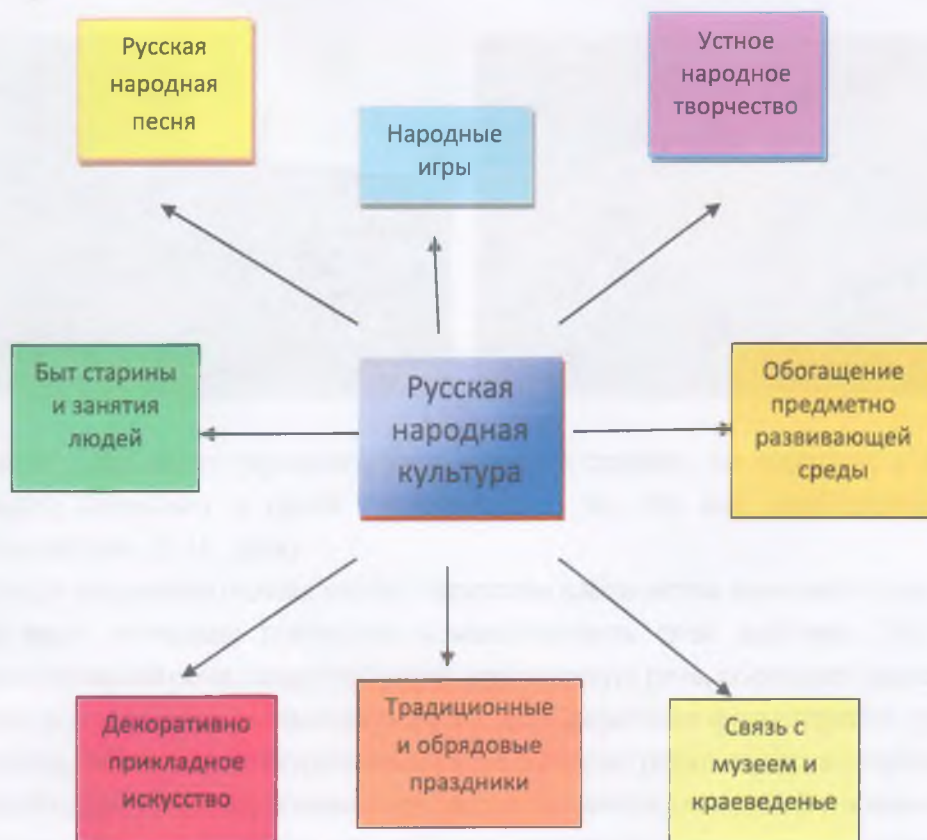 Русская
народная
песня
Народные
игры
Устное
народное
творчество
Быт старины
и занятия
людей
Русская
народная
культура
Обогащение
предметно
развивающей
среды
Декоративно
прикладное
искусство
Традиционные
и обрядовые
праздники
Связь с
музеем и
краеведенье